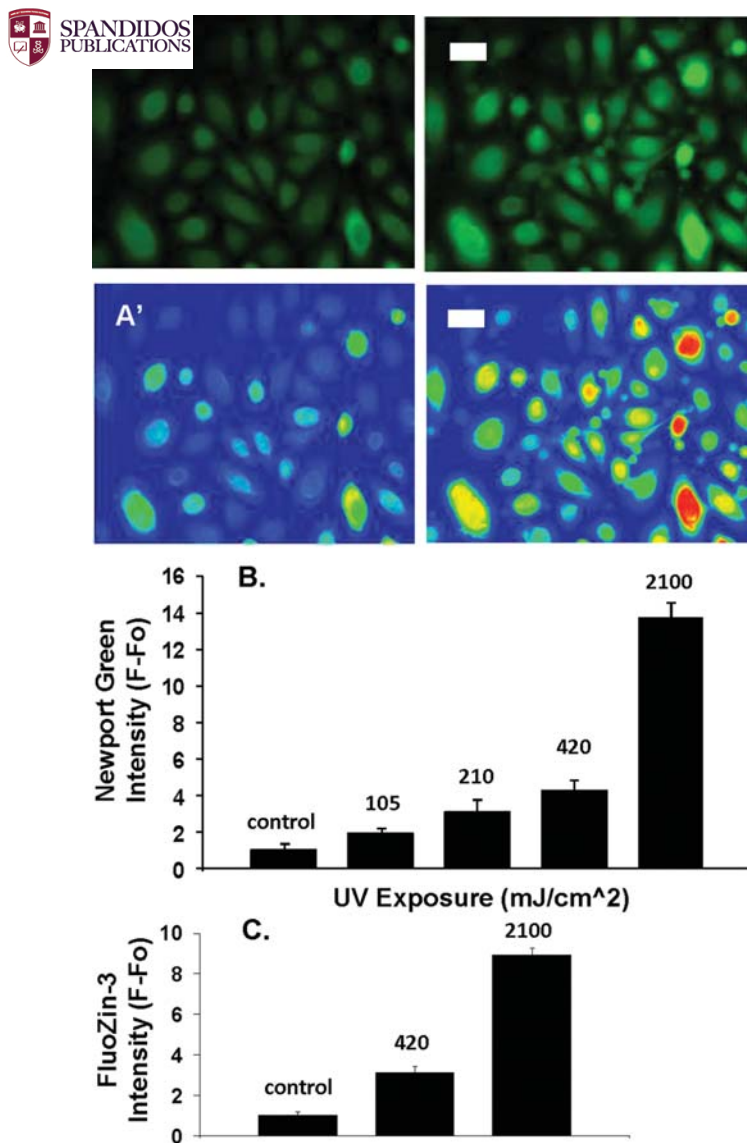 SPANDIDOS
PUBLICATIONS
A'
B.
Newport Green
Intensity (F-Fo)
16
14
12
10
8
6
4
2
0
control
105
210
420
2100
UV Exposure (mJ/cm^2)
C.
FluoZin-3
Intensity (F-Fo)
10
8
6
4
2
0
control
420
2100